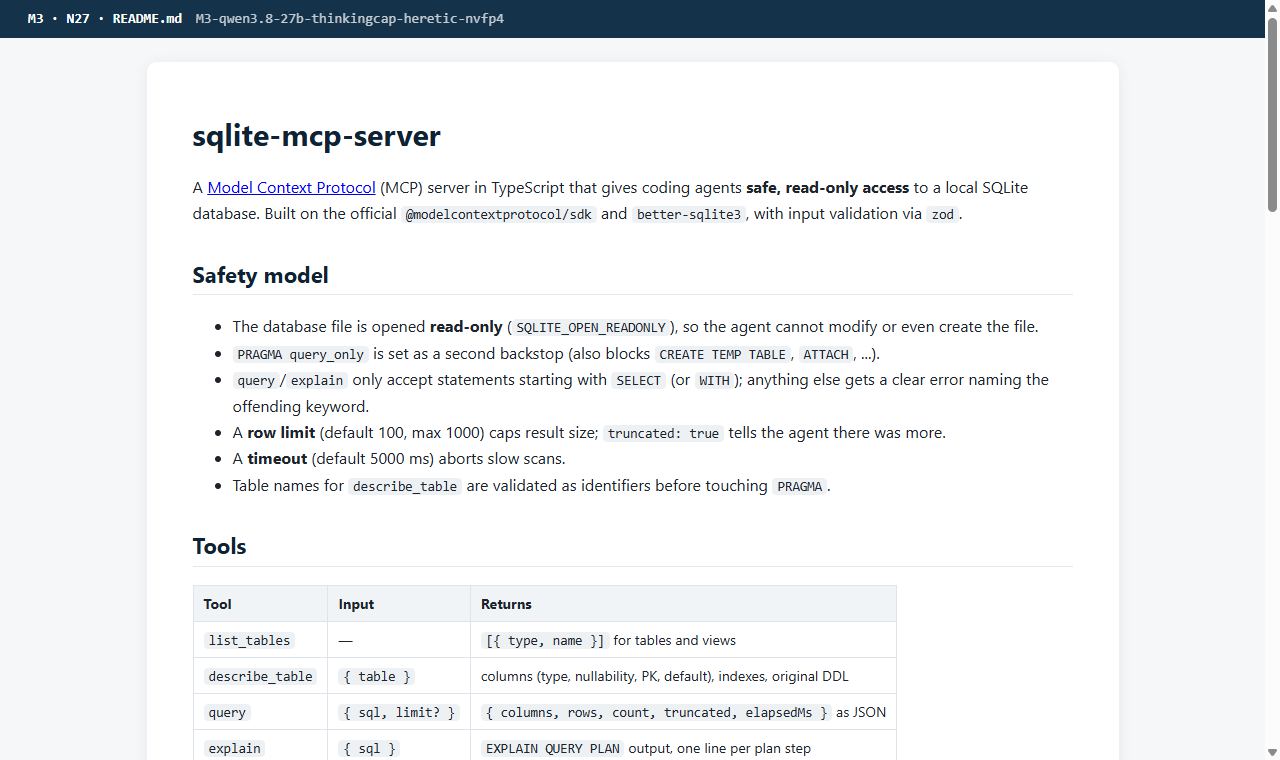 M3 • N27 • README.md M3-qwen3.8-27b-thinkingcap-heretic-nvfp4
sqlite-mcp-server
A Model Context Protocol (MCP) server in TypeScript that gives coding agents safe, read-only access to a local SQLite
database. Built on the official @modelcontextprotocol/sdk and better-sqlite3, with input validation via zod.
Safety model
• The database file is opened read-only (SQLITE_OPEN_READONLY), so the agent cannot modify or even create the file.
• PRAGMA query_only is set as a second backstop (also blocks CREATE TEMP TABLE, ATTACH, ...).
• query/explain only accept statements starting with SELECT (or WITH); anything else gets a clear error naming the
offending keyword.
• A row limit (default 100, max 1000) caps result size; truncated: true tells the agent there was more.
• A timeout (default 5000 ms) aborts slow scans.
• Table names for describe_table are validated as identifiers before touching PRAGMA.
Tools
Tool Input Returns
list_tables — [{ type, name }] for tables and views
describe_table { table } columns (type, nullability, PK, default), indexes, original DDL
query { sql, limit? } { columns, rows, count, truncated, elapsedMs } as JSON
explain { sql } EXPLAIN QUERY PLAN output, one line per plan step